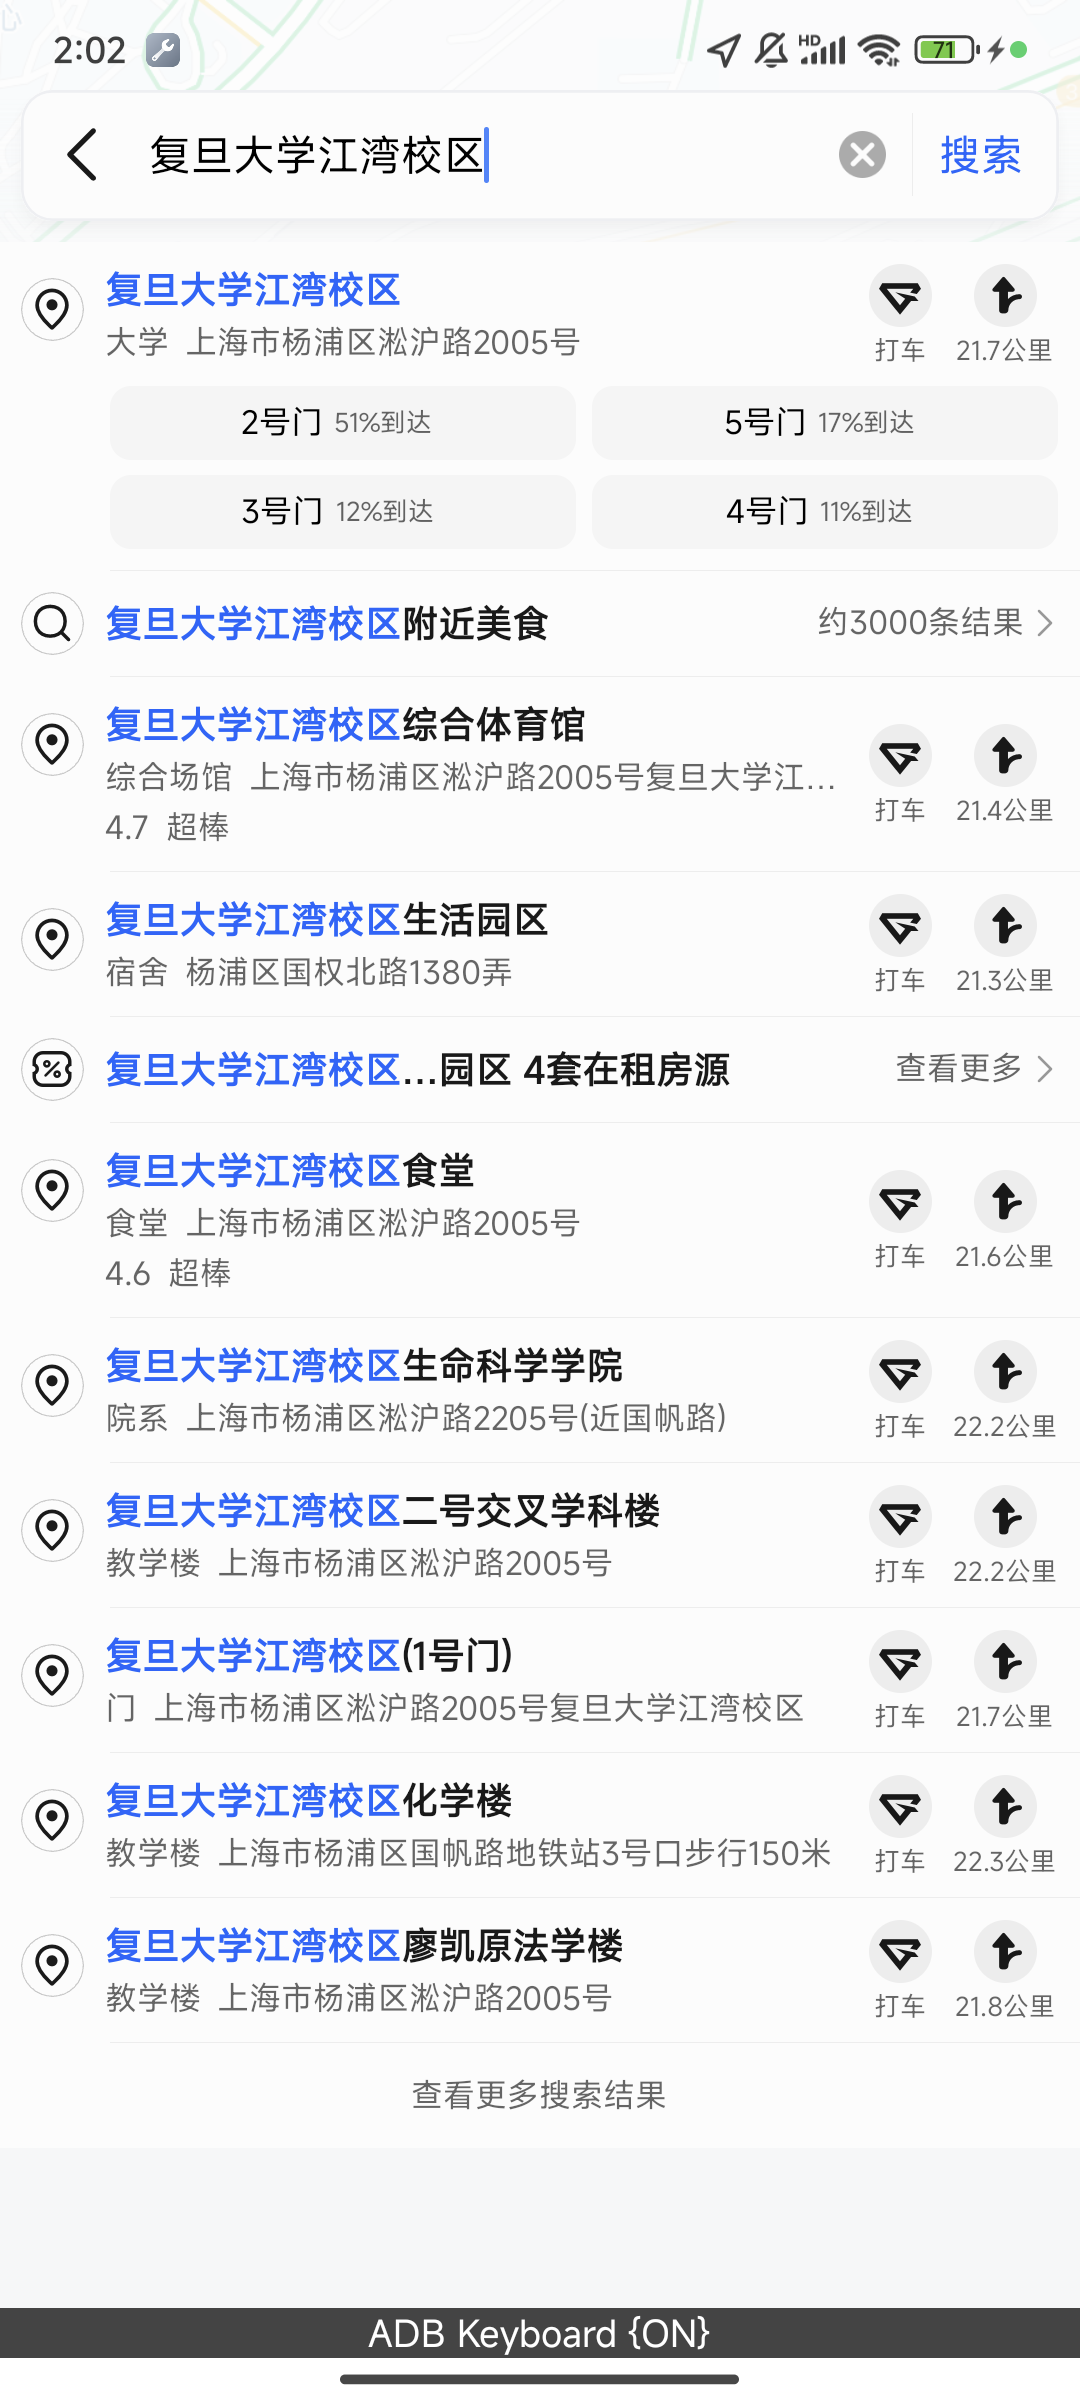 2:02
HD
71
复旦大学江湾校区
搜索
复旦大学江湾校区
大学 上海市杨浦区淞沪路2005号
打车
21.7公里
2号门 51%到达
5号门 17%到达
3号门 12%到达
4号门 11%到达
复旦大学江湾校区附近美食
约3000条结果
复旦大学江湾校区综合体育馆
综合场馆 上海市杨浦区淞沪路2005号复旦大学江...
4.7 超棒
打车
21.4公里
复旦大学江湾校区生活园区
宿舍 杨浦区国权北路1380弄
打车
21.3公里
复旦大学江湾校区...园区 4套在租房源
查看更多
复旦大学江湾校区食堂
食堂 上海市杨浦区淞沪路2005号
4.6 超棒
打车
21.6公里
复旦大学江湾校区生命科学学院
院系 上海市杨浦区淞沪路2205号(近国帆路)
打车
22.2公里
复旦大学江湾校区二号交叉学科楼
教学楼 上海市杨浦区淞沪路2005号
打车
22.2公里
复旦大学江湾校区(1号门)
门 上海市杨浦区淞沪路2005号复旦大学江湾校区
打车
21.7公里
复旦大学江湾校区化学楼
教学楼 上海市杨浦区国帆路地铁站3号口步行150米
打车
22.3公里
复旦大学江湾校区廖凯原法学楼
教学楼 上海市杨浦区淞沪路2005号
打车
21.8公里
查看更多搜索结果
ADB Keyboard {ON}